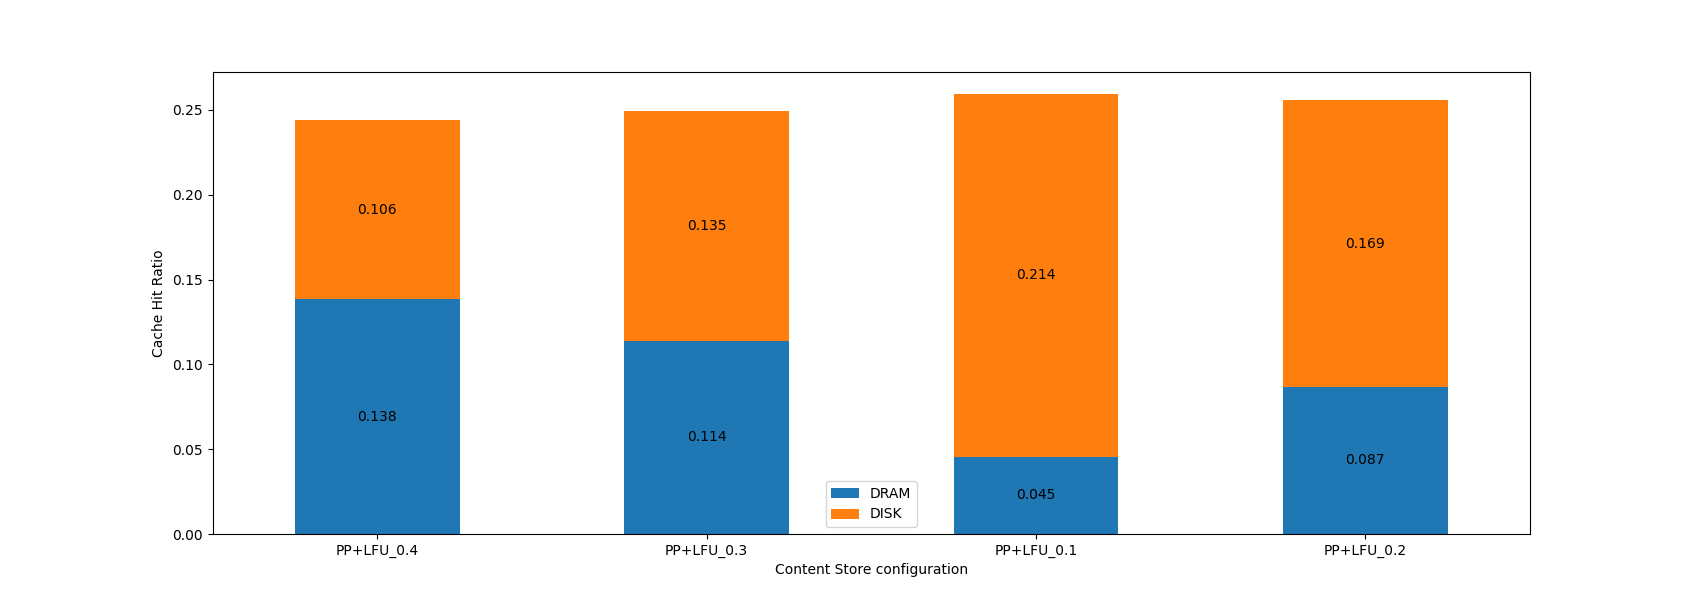 0.25
0.20
0.15
0.10
0.05
0.00
Cache Hit Ratio
0.106
0.138
0.135
0.114
0.214
0.045
0.169
0.087
DRAM
DISK
PP+LFU_0.4
PP+LFU_0.3
PP+LFU_0.1
PP+LFU_0.2
Content Store configuration